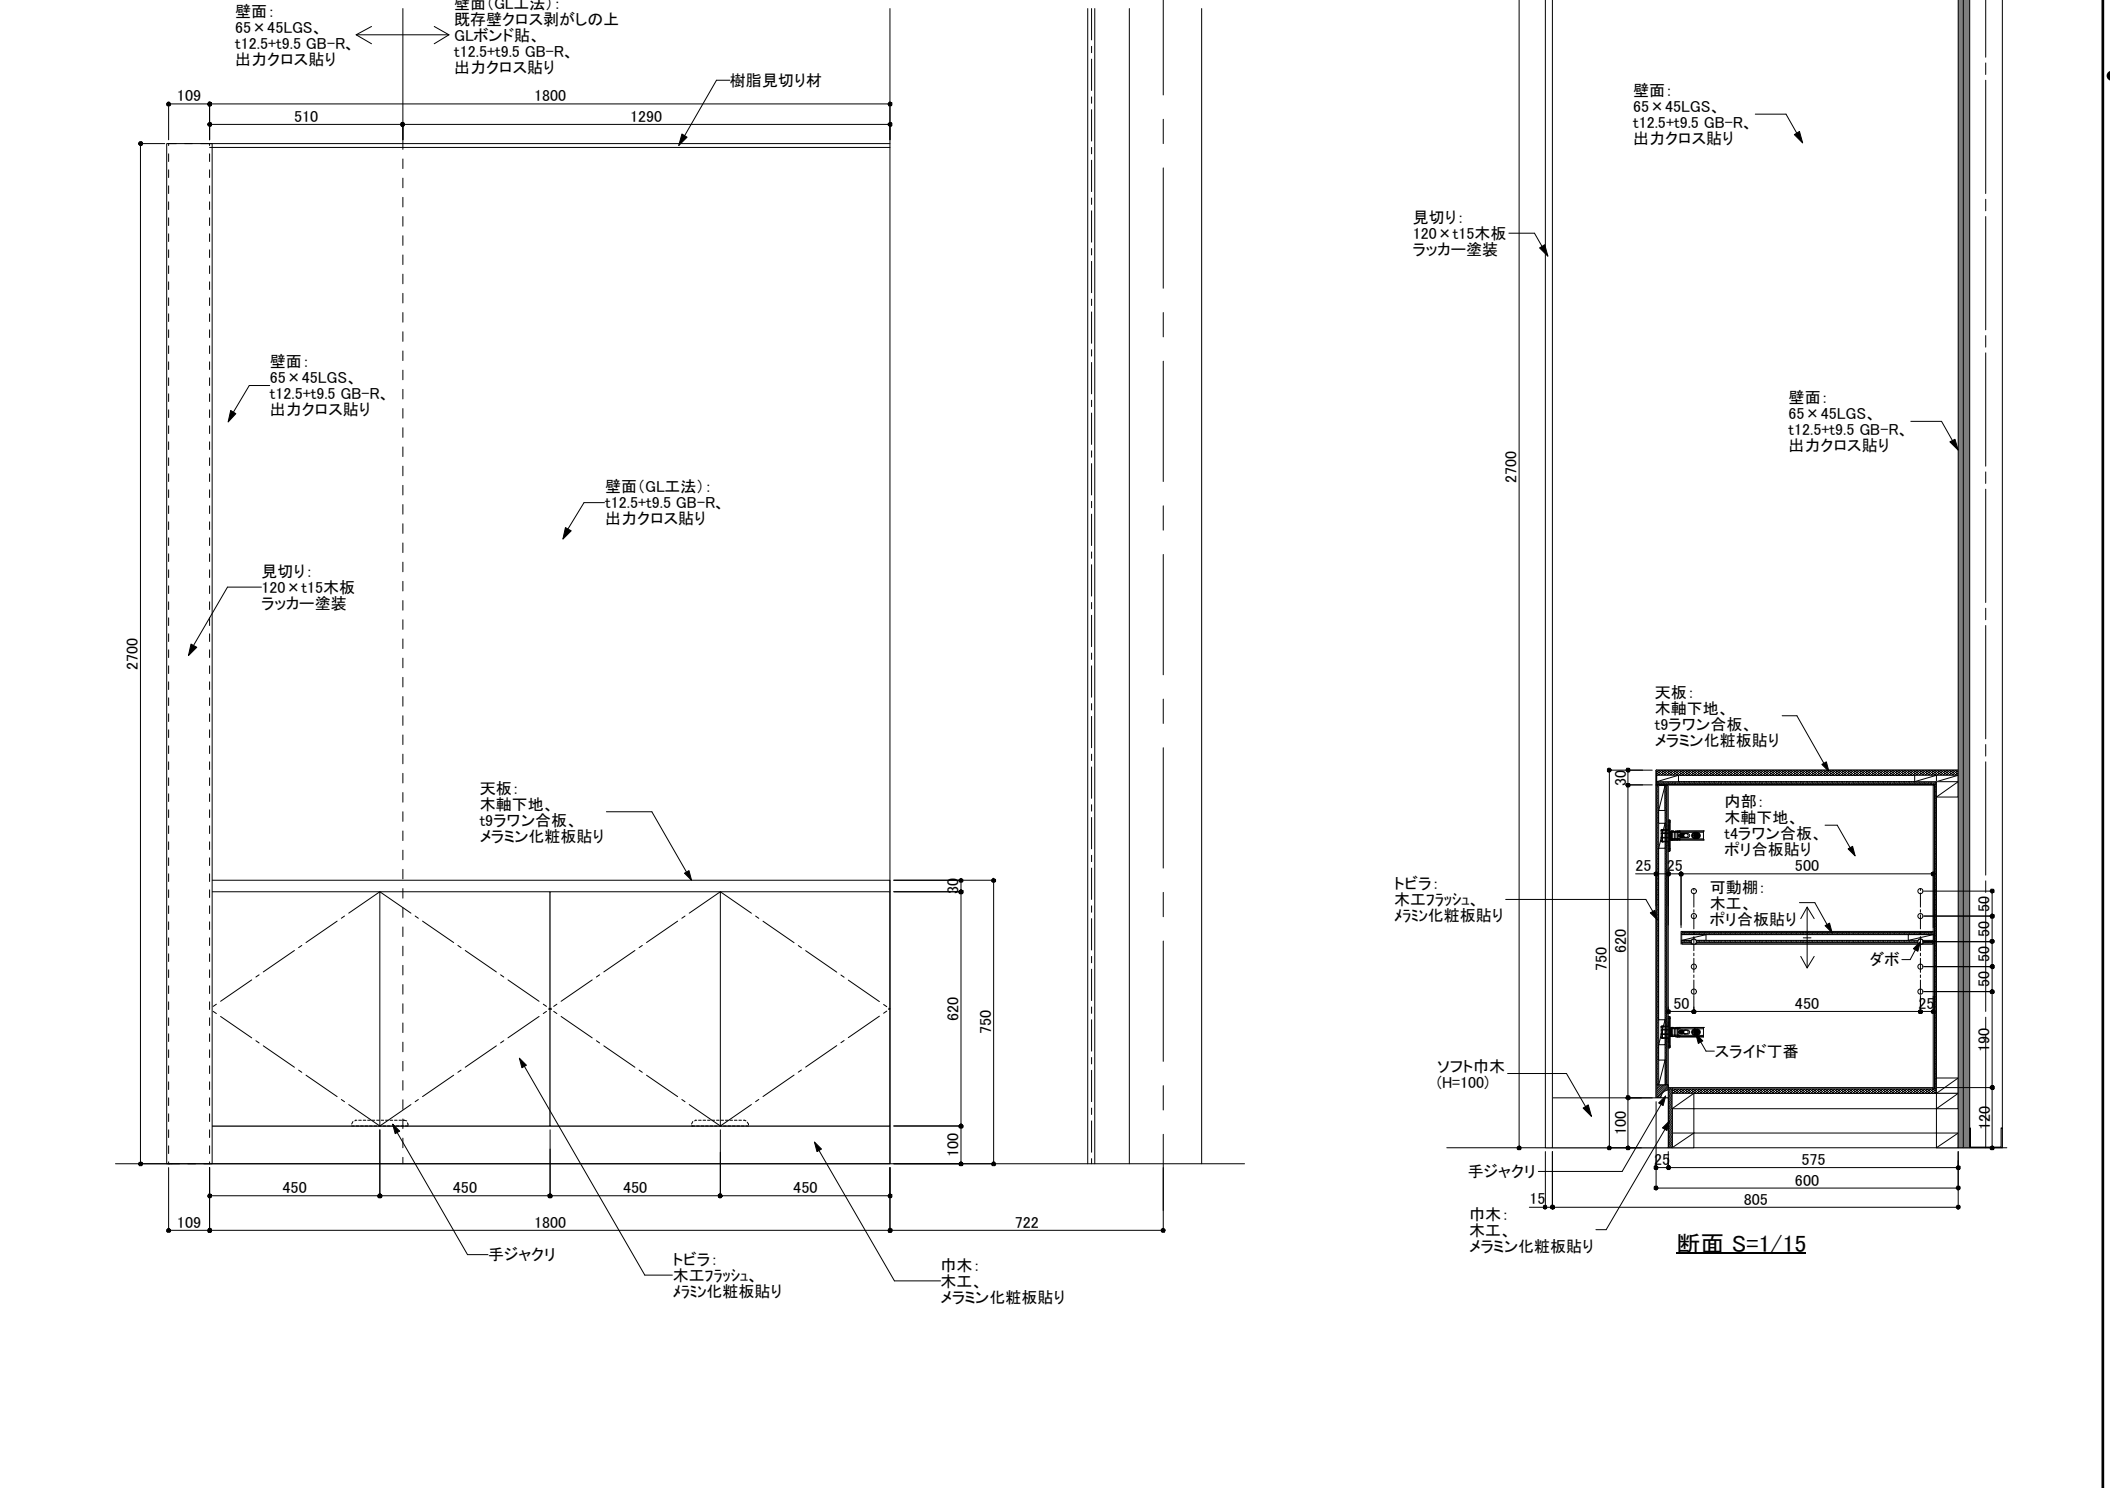 壁面：
65×45LGS、
t12.5+t9.5 GB-R、
出力クロス貼り
壁面(GL工法)：
既存壁クロス剥がしの上
GLボンド貼、
t12.5+t9.5 GB-R、
出力クロス貼り
樹脂見切り材
109
1800
510
1290
2700
壁面：
65×45LGS、
t12.5+t9.5 GB-R、
出力クロス貼り
壁面(GL工法)：
t12.5+t9.5 GB-R、
出力クロス貼り
見切り：
120×t15木板
ラッカー塗装
天板：
木軸下地、
t9ラワン合板、
メラミン化粧板貼り
30
620
750
100
450
450
450
450
109
1800
722
手ジャクリ
トビラ：
木工フラッシュ、
メラミン化粧板貼り
巾木：
木工、
メラミン化粧板貼り
壁面：
65×45LGS、
t12.5+t9.5 GB-R、
出力クロス貼り
見切り：
120×t15木板
ラッカー塗装
壁面：
65×45LGS、
t12.5+t9.5 GB-R、
出力クロス貼り
2700
天板：
木軸下地、
t9ラワン合板、
メラミン化粧板貼り
30
内部：
木軸下地、
t4ラワン合板、
ポリ合板貼り
25
25
500
トビラ：
木工フラッシュ、
メラミン化粧板貼り
可動棚：
木工、
ポリ合板貼り
ダボ
50
50
50
50
750
620
50
450
25
190
スライド丁番
ソフト巾木
(H=100)
100
120
手ジャクリ
25
575
600
15
805
巾木：
木工、
メラミン化粧板貼り
断面 S=1/15